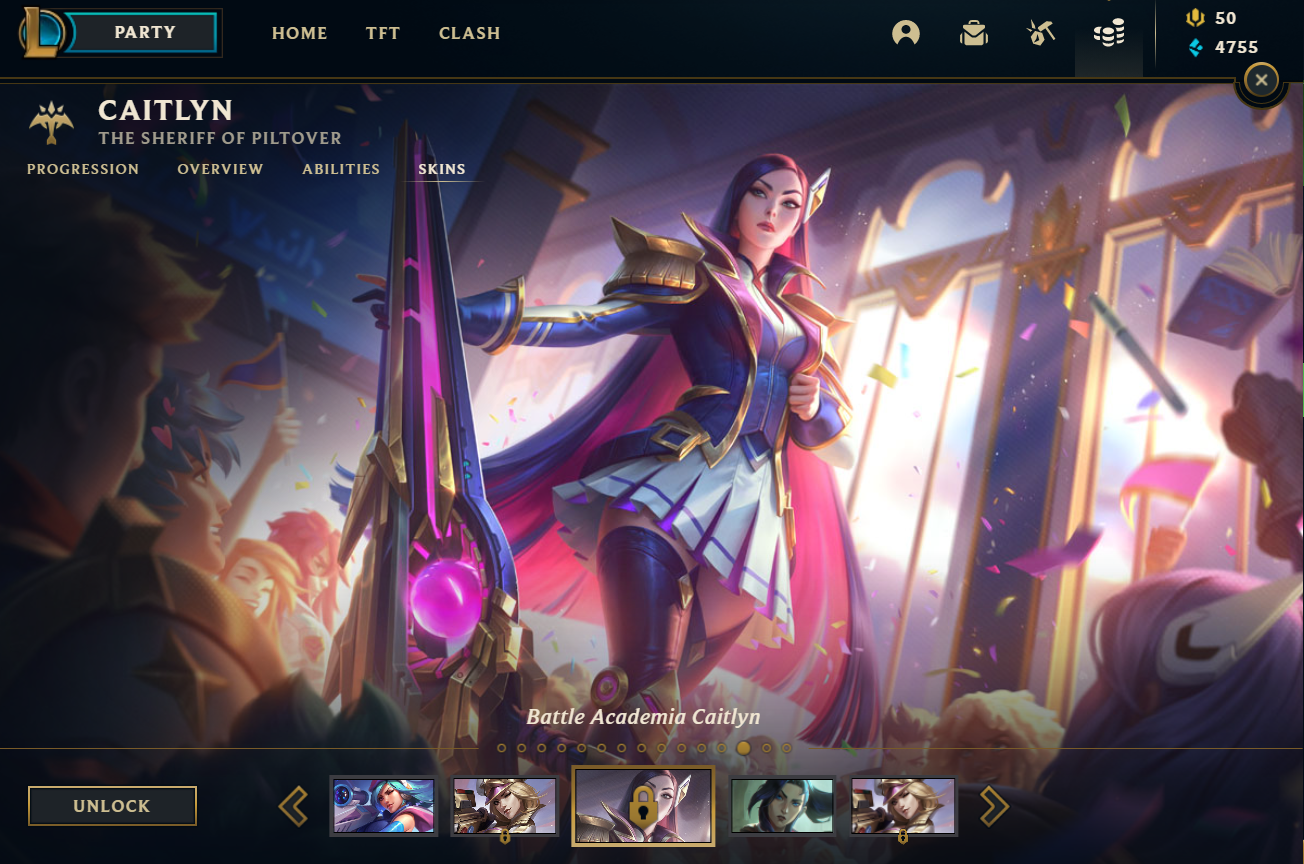 PARTY
HOME
TFT
CLASH
50
4755
CAITLYN
THE SHERIFF OF PILTOVER
PROGRESSION
OVERVIEW
ABILITIES
SKINS
Battle Academia Caitlyn
UNLOCK